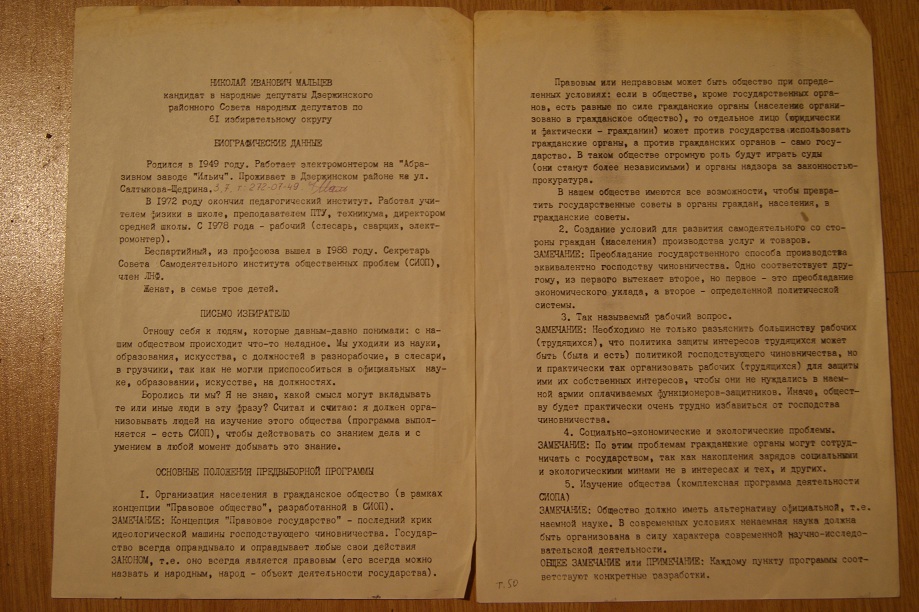 НИКОЛАЙ ИВАНОВИЧ МАЛЬЦЕВ
кандидат в народные депутаты Дзержинского
районного Совета народных депутатов по
61 избирательному округу
БИОГРАФИЧЕСКИЕ ДАННЫЕ
Родился в 1949 году. Работает электромонтером на "Абра-
зивном заводе "Ильич". Проживает в Дзержинском районе на ул.
Салтыкова-Щедрина. 272-07-49
В 1972 году окончил педагогический институт. Работал учи-
телем физики в школе, преподавателем ПТУ, техникума, директором
средней школы. С 1978 года - рабочий (слесарь, сварщик, элект-
ромонтер).
Беспартийный, из профсоюза вышел в 1988 году. Секретарь
Совета Самодеятельного института общественных проблем (СИОП),
член ЛНФ.
Женат, в семье трое детей.
ПИСЬМО ИЗБИРАТЕЛЮ
Отношу себя к людям, которые давным-давно понимали: с на-
шим обществом происходит что-то неладное. Мы уходили из науки,
образования, искусства, с должностей в разнорабочие, в слесари,
в грузчики, так как не могли приспособиться в официальных нау-
ке, образовании, искусстве, на должностях.
Боролись ли мы? Я не знаю, какой смысл могут вкладывать
те или иные люди в эту фразу? Считал и считаю: я должен орга-
низовывать людей на изучение этого общества (программа выпол-
няется - есть СИОП), чтобы действовать со знанием дела и с
умением в любой момент добывать это знание.
ОСНОВНЫЕ ПОЛОЖЕНИЯ ПРЕДВЫБОРНОЙ ПРОГРАММЫ
1. Организация населения в гражданское общество (в рамках
концепции "Правовое общество", разработанной в СИОП).
ЗАМЕЧАНИЕ: Концепция "Правовое государство" - последний крик
идеологической машины господствующего чиновничества. Государ-
ство всегда оправдывало и оправдывает любые свои действия
ЗАКОНОМ, т.е. оно всегда является правовым (его всегда можно
назвать и народным, народ - объект деятельности государства).
Правовым или неправовым может быть общество при опреде-
ленных условиях: если в обществе, кроме государственных орга-
нов, есть равные по силе гражданские органы (население органи-
зовано в гражданское общество), то отдельное лицо (юридически
и фактически - гражданин) может против государства использовать
гражданские органы, а против гражданских органов - само госу-
дарство. В таком обществе огромную роль будут играть суды
(они станут более независимыми) и органы надзора за законностью-
прокуратура.
В нашем обществе имеются все возможности, чтобы превра-
тить государственные советы в органы граждан, населения, в
гражданские советы.
2. Создание условий для развития самодеятельного со сто-
роны граждан (населения) производства услуг и товаров.
ЗАМЕЧАНИЕ: Преобладание государственного способа производства
эквивалентно господству чиновничества. Одно соответствует дру-
гому, из первого вытекает второе, но первое - это преобладание
экономического уклада, а второе - определенной политической
системы.
3. Так называемый рабочий вопрос.
ЗАМЕЧАНИЕ: Необходимо не только разъяснить большинству рабочих
(трудящихся), что политика защиты интересов трудящихся может
быть (была и есть) политикой господствующего чиновничества, но
и практически так организовать рабочих (трудящихся) для защиты
ими их собственных интересов, чтобы они не нуждались в наем-
ной армии оплачиваемых функционеров-защитников. Иначе, общест-
ву будет практически очень трудно избавиться от господства
чиновничества.
4. Социально-экономические и экологические проблемы.
ЗАМЕЧАНИЕ: По этим проблемам гражданские органы могут сотруд-
ничать с государством, так как накопления зарядов социальными
и экологическими минами не в интересах и тех, и других.
5. Изучение общества (комплексная программа деятельности
СИОПА)
ЗАМЕЧАНИЕ: Общество должно иметь альтернативу официальной, т.е.
наемной науке. В современных условиях ненаемная наука должна
быть организована в силу характера современной научно-исследо-
вательской деятельности.
ОБЩЕЕ ЗАМЕЧАНИЕ или ПРИМЕЧАНИЕ: Каждому пункту программы соот-
ветствуют конкретные разработки.
т.50